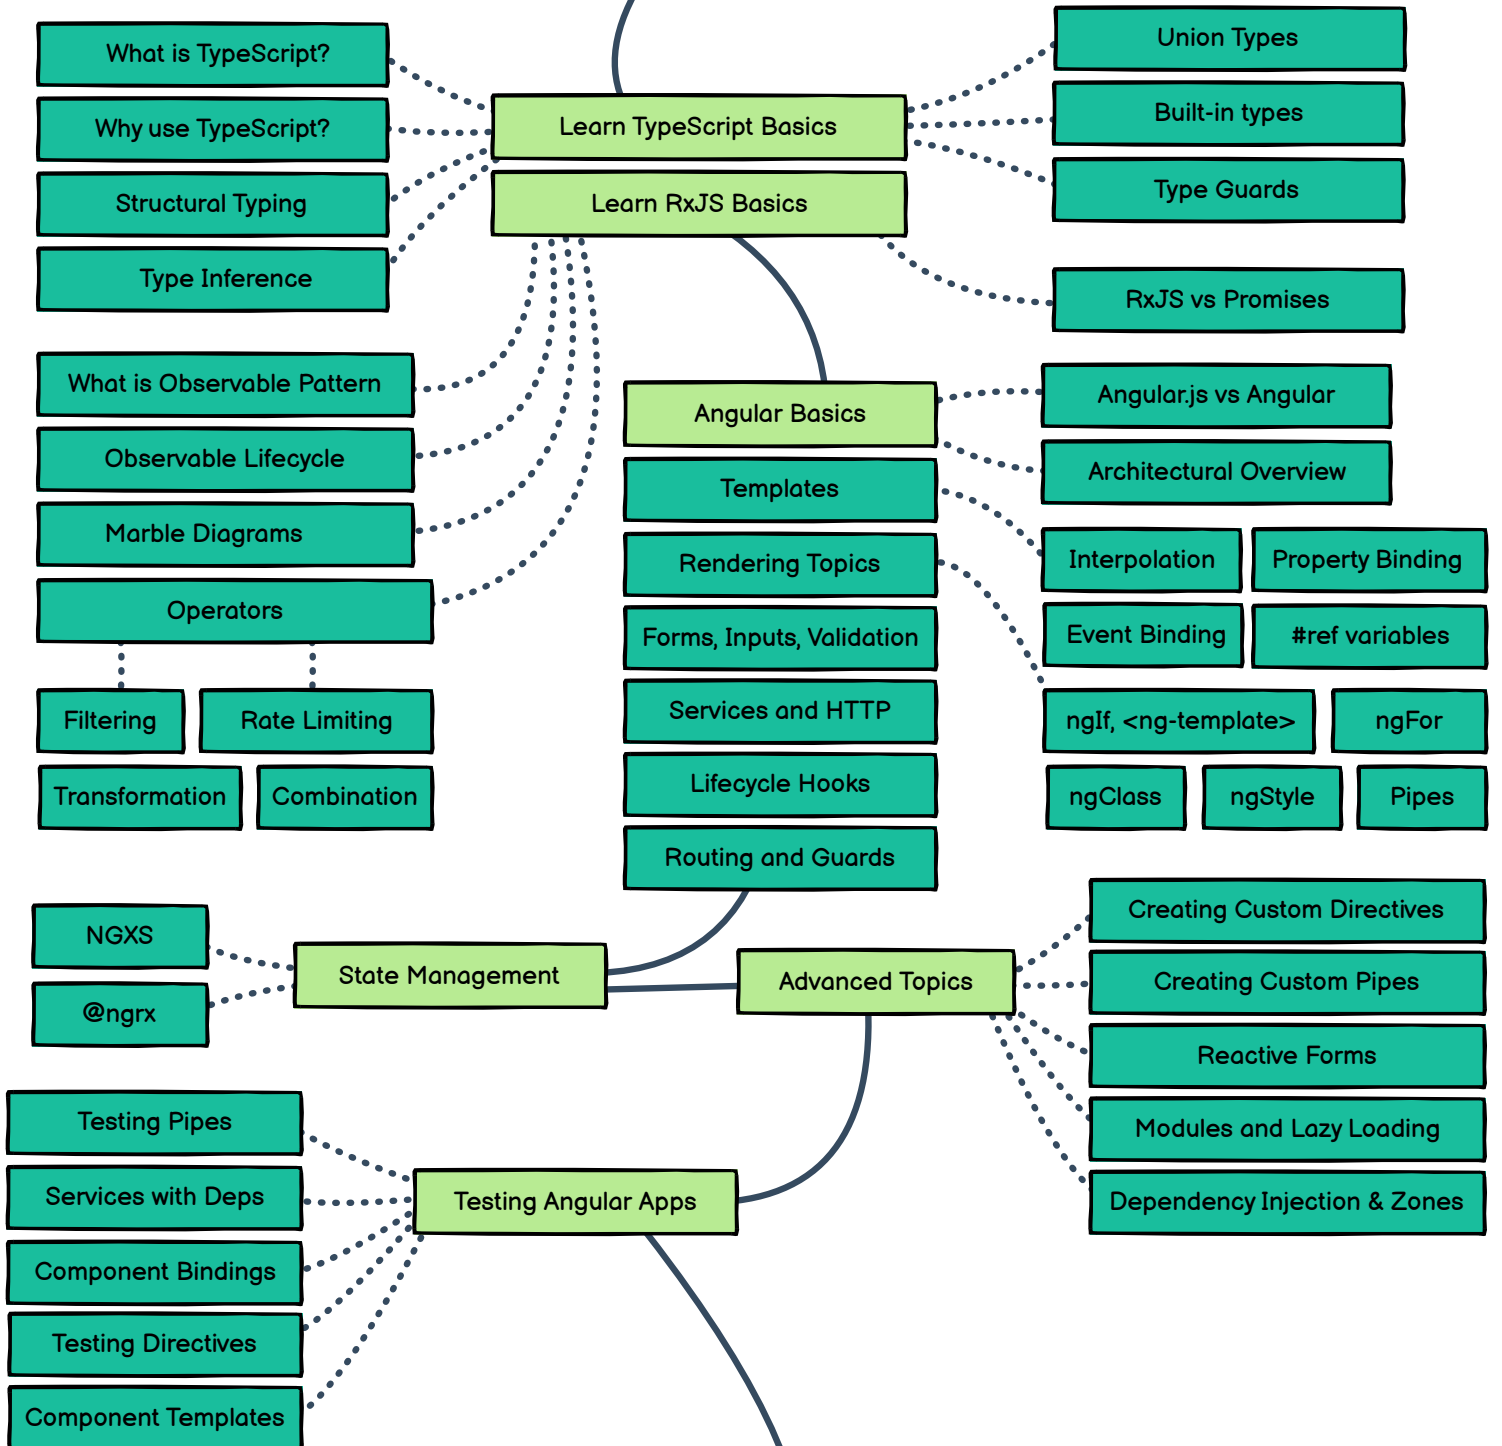 What is TypeScript?
Why use TypeScript?
Structural Typing
Type Inference
Learn TypeScript Basics
Learn RxJS Basics
Union Types
Built-in types
Type Guards
RxJS vs Promises
What is Observable Pattern
Observable Lifecycle
Marble Diagrams
Operators
Filtering
Rate Limiting
Transformation
Combination
Angular Basics
Templates
Rendering Topics
Forms, Inputs, Validation
Services and HTTP
Lifecycle Hooks
Routing and Guards
Angular.js vs Angular
Architectural Overview
Interpolation
Property Binding
Event Binding
#ref variables
ngIf, <ng-template>
ngFor
ngClass
ngStyle
Pipes
NGXS
@ngrx
State Management
Advanced Topics
Creating Custom Directives
Creating Custom Pipes
Reactive Forms
Modules and Lazy Loading
Dependency Injection & Zones
Testing Pipes
Services with Deps
Component Bindings
Testing Directives
Component Templates
Testing Angular Apps